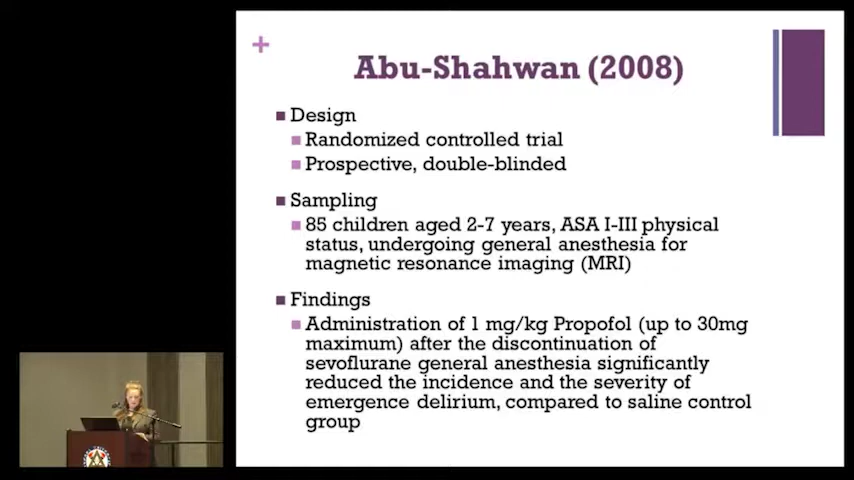 +
Abu-Shahwan (2008)
Design
Randomized controlled trial
Prospective, double-blinded
Sampling
85 children aged 2-7 years, ASA I-III physical
status, undergoing general anesthesia for
magnetic resonance imaging (MRI)
Findings
Administration of 1 mg/kg Propofol (up to 30mg
maximum) after the discontinuation of
sevoflurane general anesthesia significantly
reduced the incidence and the severity of
emergence delirium, compared to saline control
group